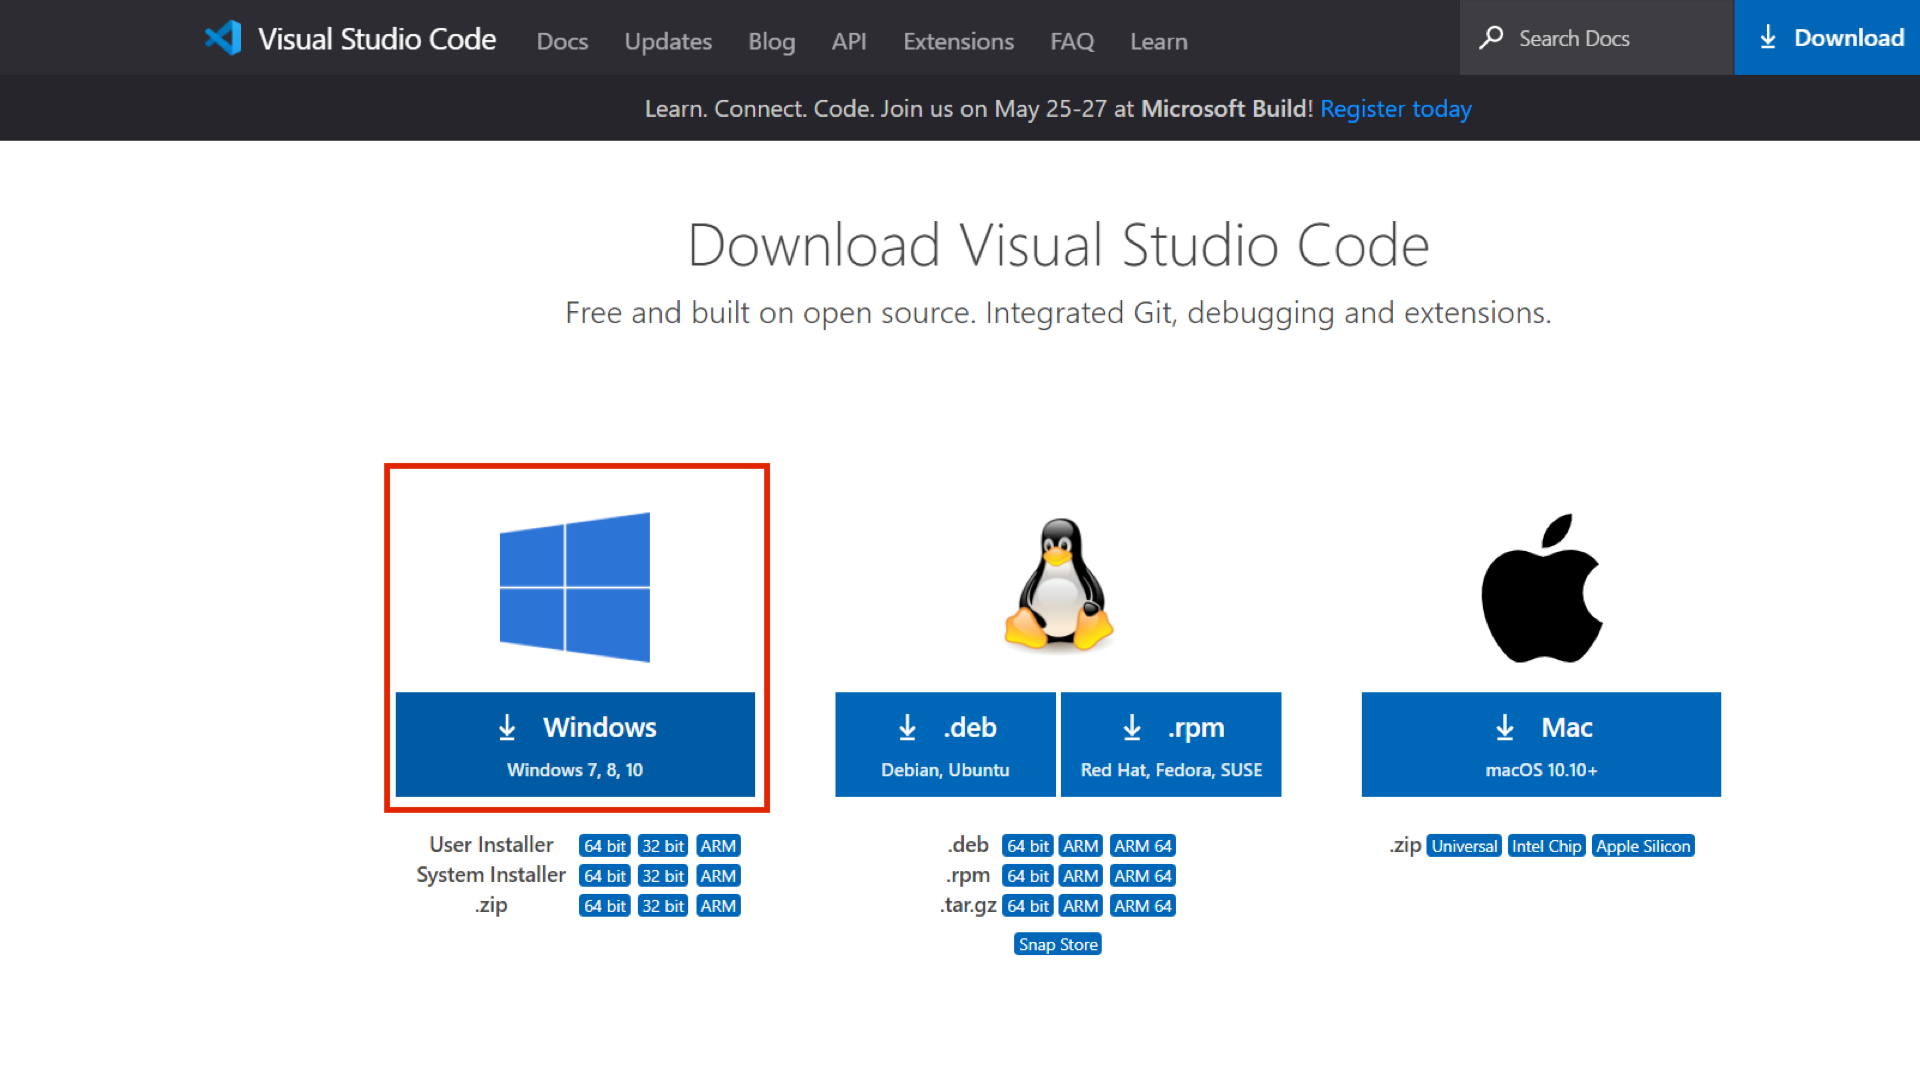 Visual Studio Code Docs Updates Blog API Extensions FAQ Learn Search Docs Download
Learn. Connect. Code. Join us on May 25-27 at Microsoft Build! Register today
Download Visual Studio Code
Free and built on open source. Integrated Git, debugging and extensions.
Windows
Windows 7, 8, 10
User Installer 64 bit 32 bit ARM
System Installer 64 bit 32 bit ARM
.zip 64 bit 32 bit ARM
.deb
Debian, Ubuntu
.rpm
Red Hat, Fedora, SUSE
.deb 64 bit ARM ARM 64
.rpm 64 bit ARM ARM 64
.tar.gz 64 bit ARM ARM 64
Snap Store
Mac
macOS 10.10+
.zip Universal Intel Chip Apple Silicon